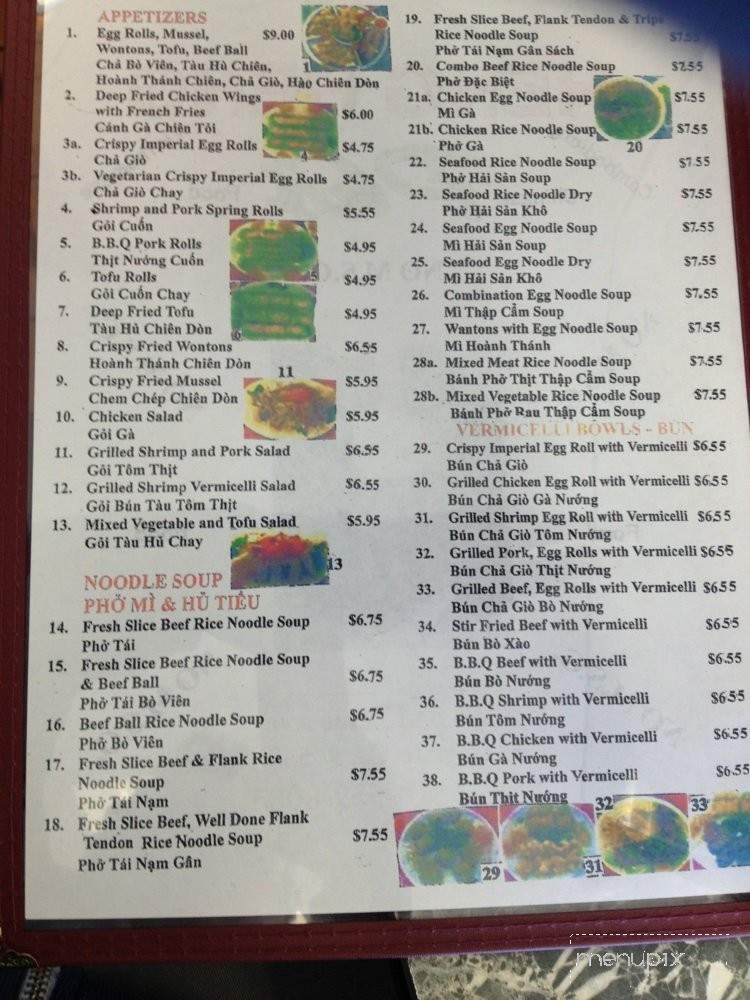 APPETIZERS
1. Egg Rolls, Mussel, $9.00
Wontons, Tofu, Beef Ball
Chả Bò Viên, Tàu Hủ Chiên,
Hoành Thánh Chiên, Chả Giò, Hào Chiên Dòn
1
2. Deep Fried Chicken Wings
with French Fries $6.00
Cánh Gà Chiên Tỏi
3a. Crispy Imperial Egg Rolls $4.75
Chả Giò
4
3b. Vegetarian Crispy Imperial Egg Rolls $4.75
Chả Giò Chay
4. Shrimp and Pork Spring Rolls $5.55
Gỏi Cuốn
5. B.B.Q Pork Rolls $4.95
Thịt Nướng Cuốn
5
6. Tofu Rolls $4.95
Gỏi Cuốn Chay
7. Deep Fried Tofu $4.95
Tàu Hủ Chiên Dòn
6
8. Crispy Fried Wontons $6.55
Hoành Thánh Chiên Dòn
11
9. Crispy Fried Mussel $5.95
Chem Chép Chiên Dòn
10. Chicken Salad $5.95
Gỏi Gà
11. Grilled Shrimp and Pork Salad $6.55
Gỏi Tôm Thịt
12. Grilled Shrimp Vermicelli Salad $6.55
Gỏi Bún Tàu Tôm Thịt
13. Mixed Vegetable and Tofu Salad $5.95
Gỏi Tàu Hủ Chay
13
NOODLE SOUP
PHỞ MÌ & HỦ TIẾU
14. Fresh Slice Beef Rice Noodle Soup $6.75
Phở Tái
15. Fresh Slice Beef Rice Noodle Soup
& Beef Ball $6.75
Phở Tái Bò Viên
16. Beef Ball Rice Noodle Soup $6.75
Phở Bò Viên
17. Fresh Slice Beef & Flank Rice
Noodle Soup $7.55
Phở Tái Nạm
18. Fresh Slice Beef, Well Done Flank
Tendon Rice Noodle Soup $7.55
Phở Tái Nạm Gân
19. Fresh Slice Beef, Flank Tendon & Tripe
Rice Noodle Soup $7.55
Phở Tái Nạm Gân Sách
20. Combo Beef Rice Noodle Soup $7.55
Phở Đặc Biệt
21a. Chicken Egg Noodle Soup $7.55
Mì Gà
21b. Chicken Rice Noodle Soup $7.55
Phở Gà
20
22. Seafood Rice Noodle Soup $7.55
Phở Hải Sản Soup
23. Seafood Rice Noodle Dry $7.55
Phở Hải Sản Khô
24. Seafood Egg Noodle Soup $7.55
Mì Hải Sản Soup
25. Seafood Egg Noodle Dry $7.55
Mì Hải Sản Khô
26. Combination Egg Noodle Soup $7.55
Mì Thập Cẩm Soup
27. Wantons with Egg Noodle Soup $7.55
Mì Hoành Thánh
28a. Mixed Meat Rice Noodle Soup $7.55
Bánh Phở Thịt Thập Cẩm Soup
28b. Mixed Vegetable Rice Noodle Soup $7.55
Bánh Phở Rau Thập Cẩm Soup
VERMICELLI BOWLS - BÚN
29. Crispy Imperial Egg Roll with Vermicelli $6.55
Bún Chả Giò
30. Grilled Chicken Egg Roll with Vermicelli $6.55
Bún Chả Giò Gà Nướng
31. Grilled Shrimp Egg Roll with Vermicelli $6.55
Bún Chả Giò Tôm Nướng
32. Grilled Pork, Egg Rolls with Vermicelli $6.55
Bún Chả Giò Thịt Nướng
33. Grilled Beef, Egg Rolls with Vermicelli $6.55
Bún Chả Giò Bò Nướng
34. Stir Fried Beef with Vermicelli $6.55
Bún Bò Xào
35. B.B.Q Beef with Vermicelli $6.55
Bún Bò Nướng
36. B.B.Q Shrimp with Vermicelli $6.55
Bún Tôm Nướng
37. B.B.Q Chicken with Vermicelli $6.55
Bún Gà Nướng
38. B.B.Q Pork with Vermicelli $6.55
Bún Thịt Nướng
32 33
29 31
menupix